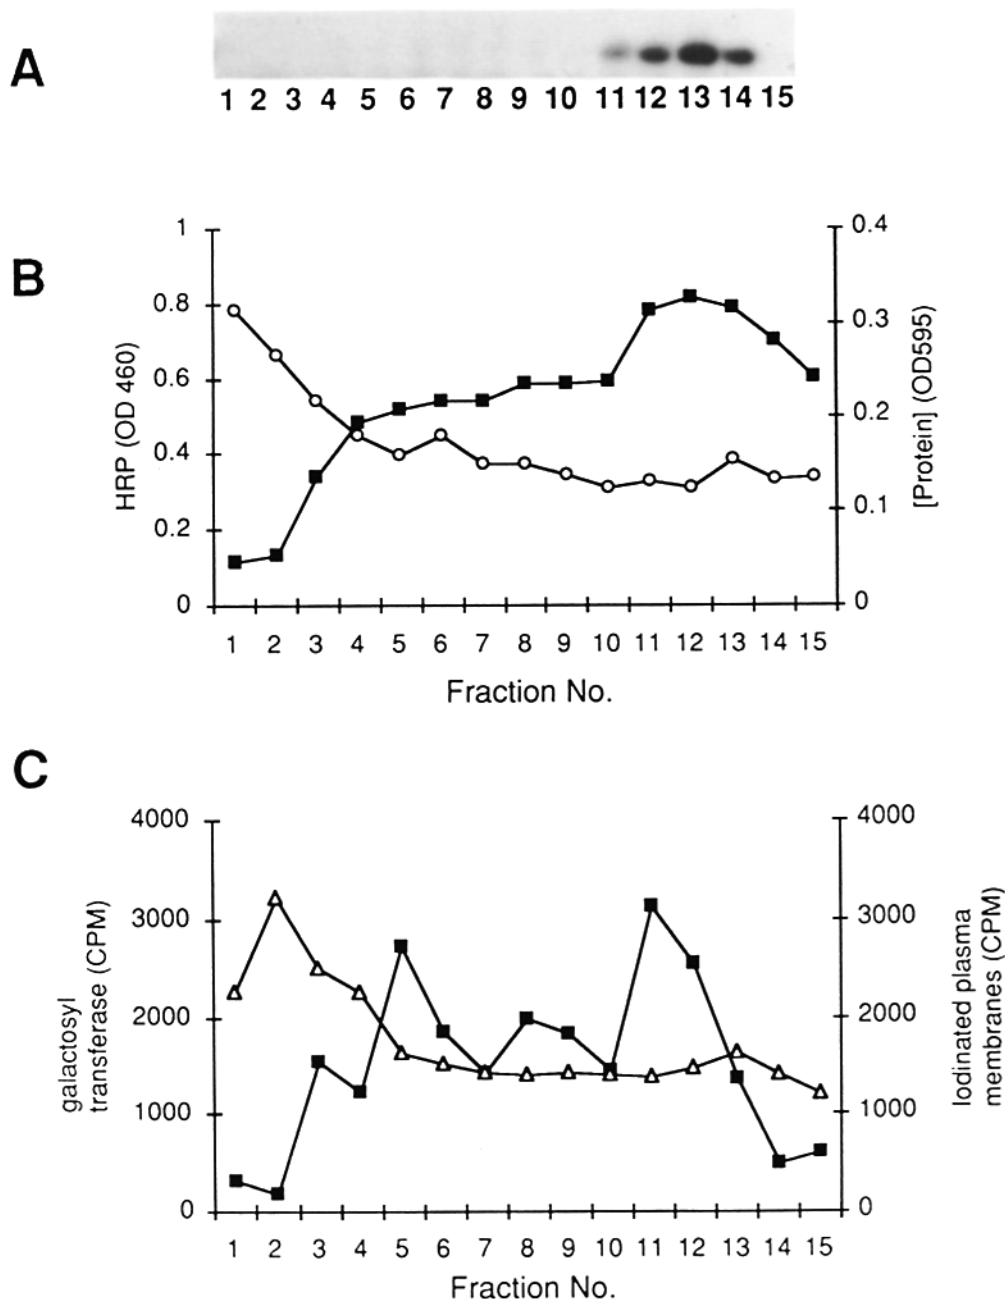 A
1 2 3 4 5 6 7 8 9 10 11 12 13 14 15
B
1
0.8
0.6
0.4
0.2
0
HRP (OD 460)
0.4
0.3
0.2
0.1
0
[Protein] (OD595)
1 2 3 4 5 6 7 8 9 10 11 12 13 14 15
Fraction No.
C
4000
3000
2000
1000
0
galactosyl
transferase (CPM)
4000
3000
2000
1000
0
Iodinated plasma
membranes (CPM)
1 2 3 4 5 6 7 8 9 10 11 12 13 14 15
Fraction No.